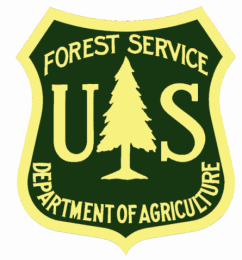 FOREST SERVICE
U S
DEPARTMENT OF AGRICULTURE